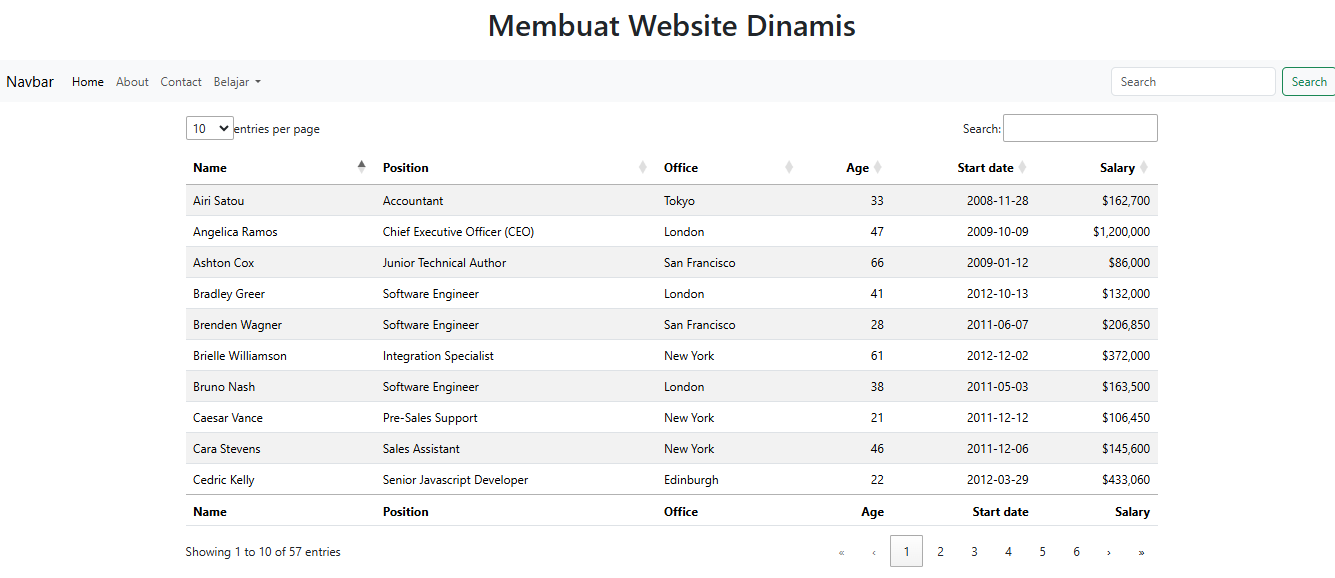 Membuat Website Dinamis
Navbar Home About Contact Belajar Search Search
10 entries per page Search:
Name Position Office Age Start date Salary
Airi Satou Accountant Tokyo 33 2008-11-28 $162,700
Angelica Ramos Chief Executive Officer (CEO) London 47 2009-10-09 $1,200,000
Ashton Cox Junior Technical Author San Francisco 66 2009-01-12 $86,000
Bradley Greer Software Engineer London 41 2012-10-13 $132,000
Brenden Wagner Software Engineer San Francisco 28 2011-06-07 $206,850
Brielle Williamson Integration Specialist New York 61 2012-12-02 $372,000
Bruno Nash Software Engineer London 38 2011-05-03 $163,500
Caesar Vance Pre-Sales Support New York 21 2011-12-12 $106,450
Cara Stevens Sales Assistant New York 46 2011-12-06 $145,600
Cedric Kelly Senior Javascript Developer Edinburgh 22 2012-03-29 $433,060
Name Position Office Age Start date Salary
Showing 1 to 10 of 57 entries « ‹ 1 2 3 4 5 6 › »